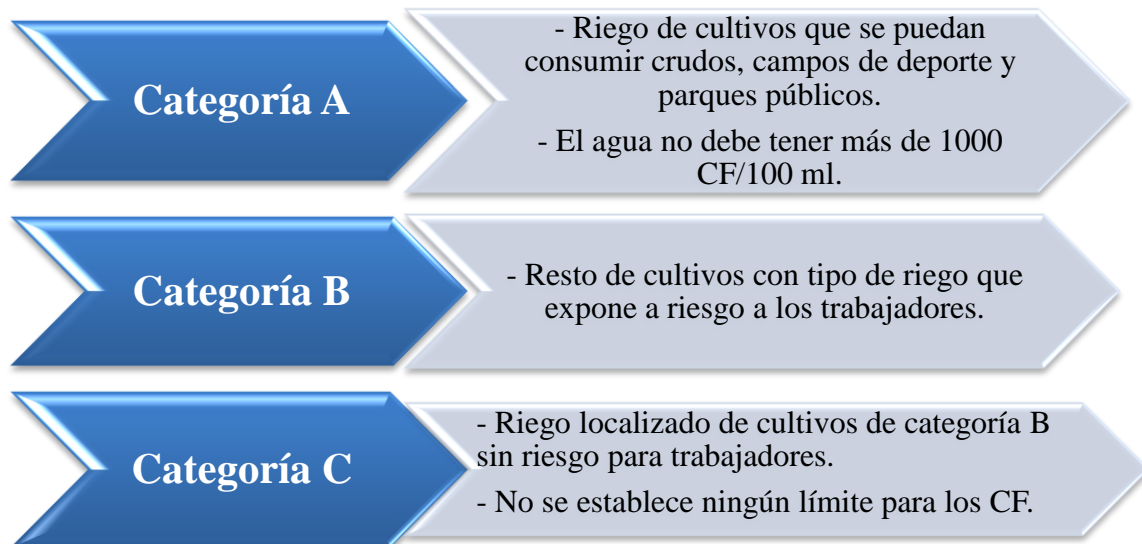 Categoría A
- Riego de cultivos que se puedan
consumir crudos, campos de deporte y
parques públicos.
- El agua no debe tener más de 1000
CF/100 ml.
Categoría B
- Resto de cultivos con tipo de riego que
expone a riesgo a los trabajadores.
Categoría C
- Riego localizado de cultivos de categoría B
sin riesgo para trabajadores.
- No se establece ningún límite para los CF.